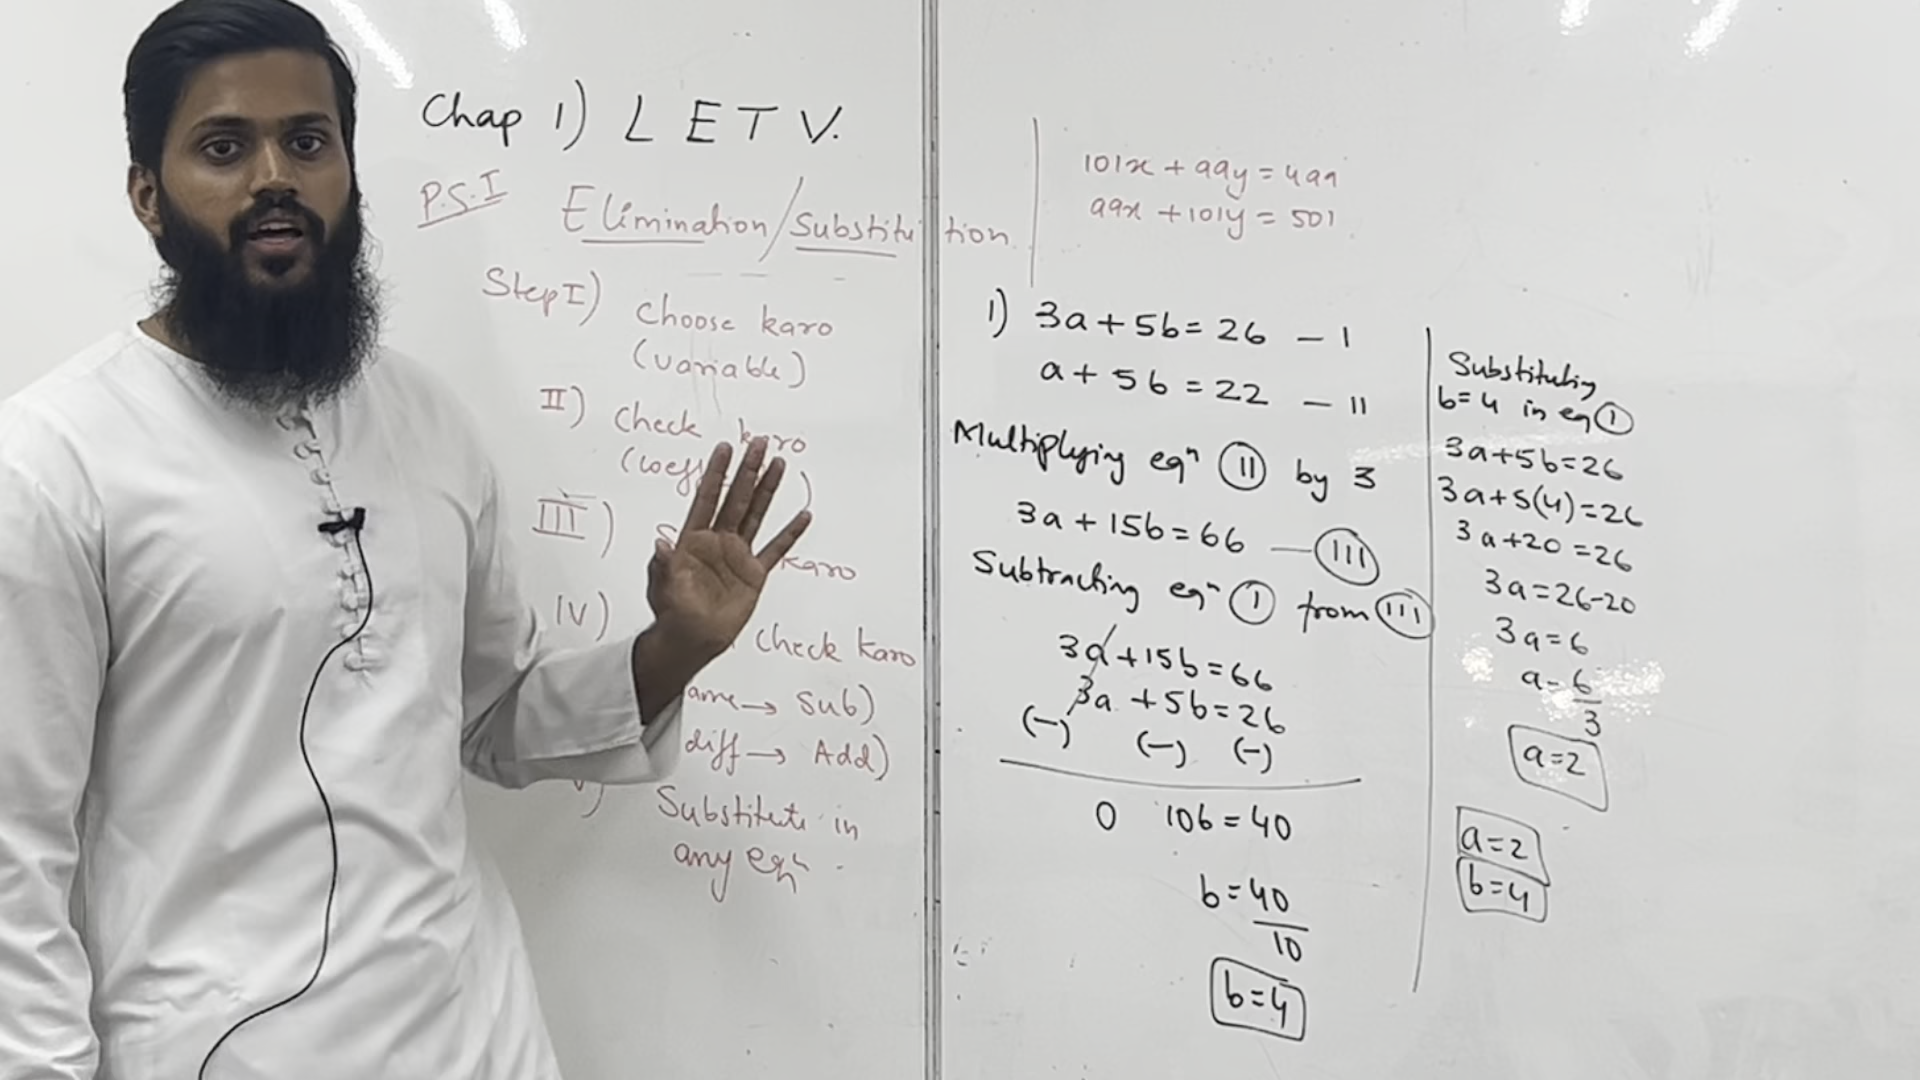 Chap 1) L E T V.
P.S.I
Elimination/Substitution
Step I) choose karo
(variable)
II) check karo
III) karo
IV) check karo
ame → Sub)
diff → Add)
V) Substitute in
any eqn
101x + 99y = 499
99x + 101y = 501
1) 3a + 5b = 26 — I
a + 5b = 22 — II
Multiplying eqn II by 3
3a + 15b = 66 — III
Subtracting eqn I from III
3a + 15b = 66
3a + 5b = 26
(-) (-) (-)
0 10b = 40
b = 40
10
b = 4
Substituting
b = 4 in eq I
3a + 5b = 26
3a + 5(4) = 26
3a + 20 = 26
3a = 26-20
3a = 6
a = 6
3
a = 2
a = 2
b = 4